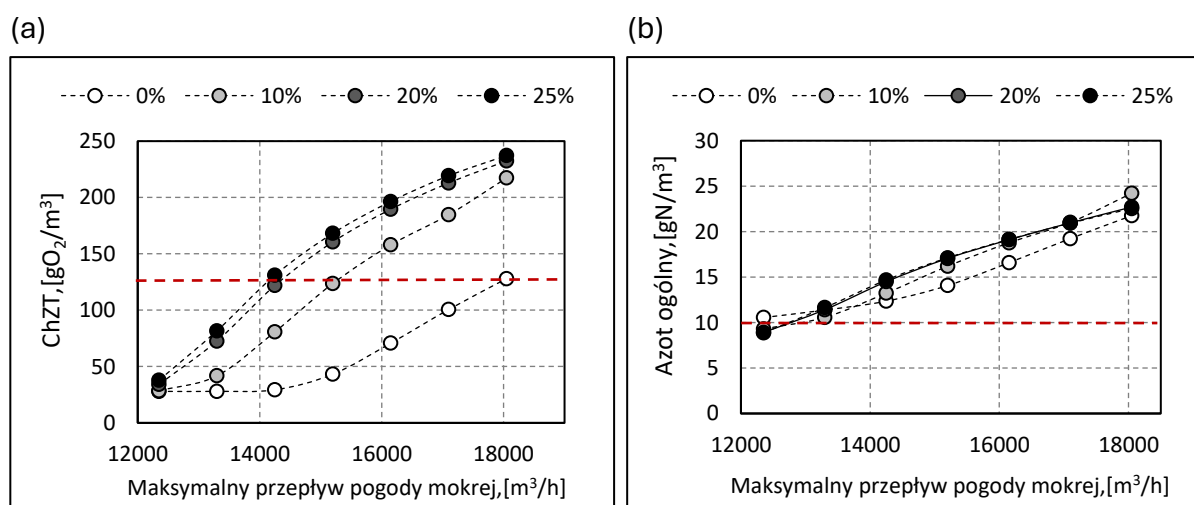 (a)
0% 10% 20% 25%
250
200
150
100
50
0
12000 14000 16000 18000
ChZT,[gO₂/m³]
Maksymalny przepływ pogody mokrej,[m³/h]
(b)
0% 10% 20% 25%
30
25
20
15
10
5
0
12000 14000 16000 18000
Azot ogólny,[gN/m³]
Maksymalny przepływ pogody mokrej,[m³/h]